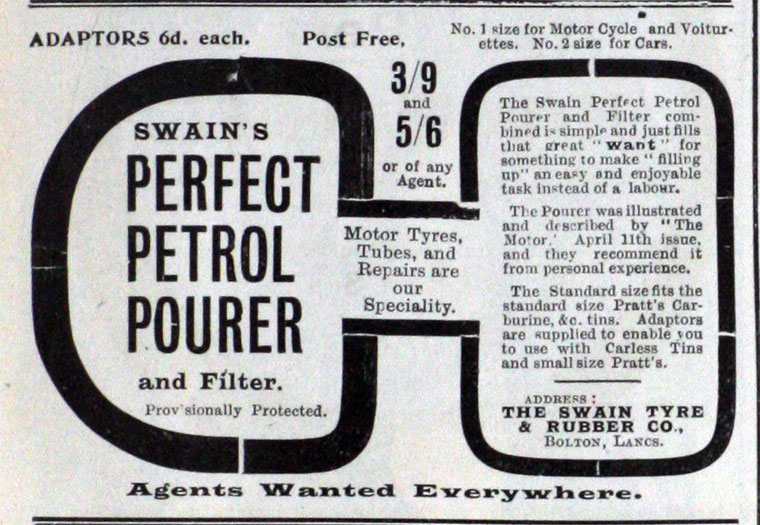 ADAPTORS 6d. each. Post Free,
No. 1 size for Motor Cycle and Voitur-
ettes. No. 2 size for Cars.
3/9
and
5/6
or of any
Agent.
SWAIN'S
PERFECT
PETROL
POURER
and Filter.
Provisionally Protected.
Motor Tyres,
Tubes, and
Repairs are
our
Speciality.
The Swain Perfect Petrol
Pourer and Filter com-
bined is simple and just fills
that great "want" for
something to make "filling
up" an easy and enjoyable
task instead of a labour.
The Pourer was illustrated
and described by "The
Motor,' April 11th issue,
and they recommend it
from personal experience.
The Standard size fits the
standard size Pratt's Car-
burine, &c. tins. Adaptors
are supplied to enable you
to use with Carless Tins
and small size Pratt's.
ADDRESS:
THE SWAIN TYRE
& RUBBER CO.,
BOLTON, LANCS.
Agents Wanted Everywhere.